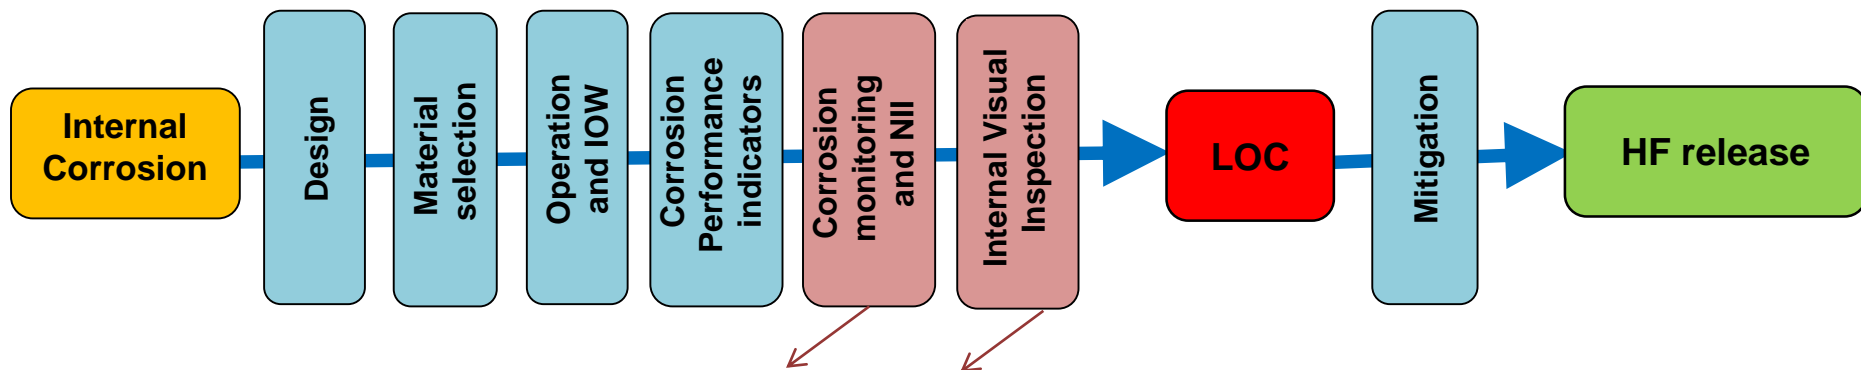 Internal
Corrosion
Design
Material
selection
Operation
and IOW
Corrosion
Performance
indicators
Corrosion
monitoring
and NII
Internal Visual
Inspection
LOC
Mitigation
HF release